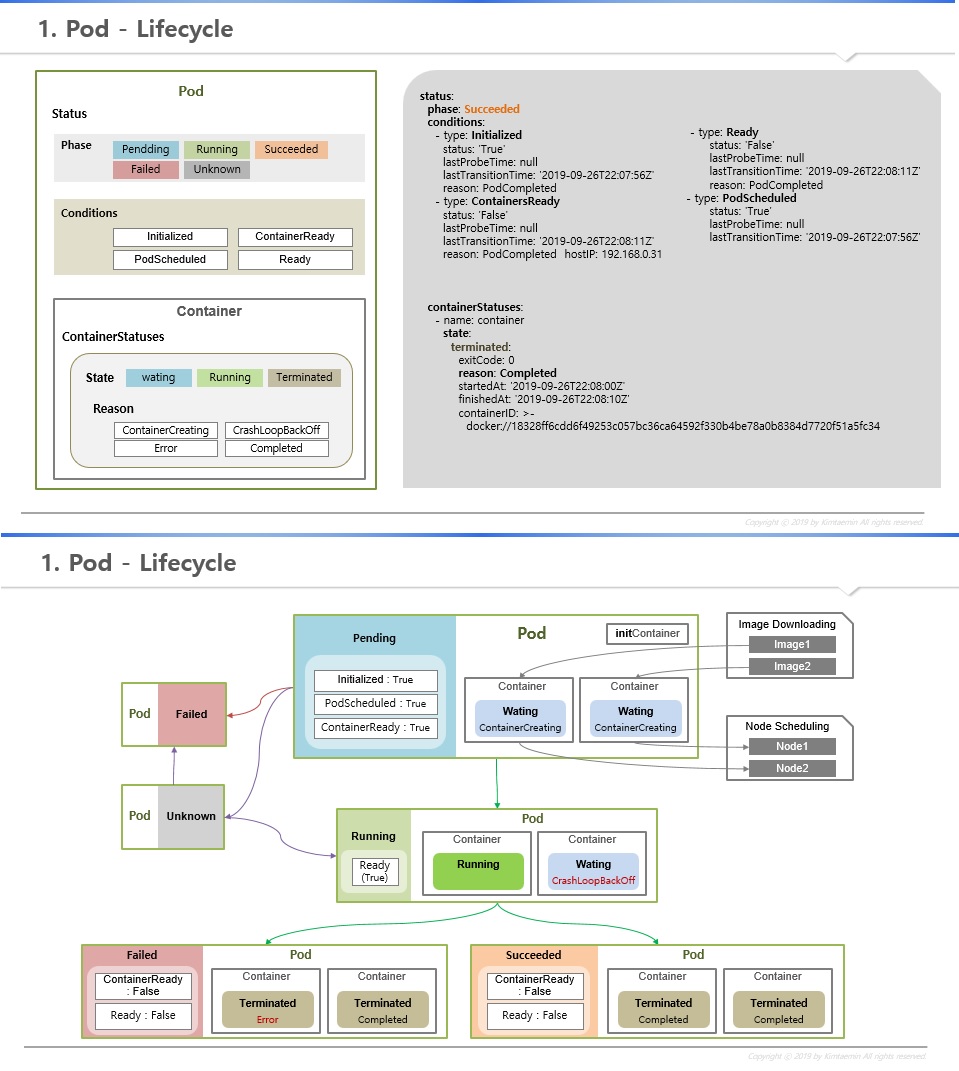 1. Pod - Lifecycle
Pod
Status
Phase
Pendding
Running
Succeeded
Failed
Unknown
Conditions
Initialized
ContainerReady
PodScheduled
Ready
Container
ContainerStatuses
State
wating
Running
Terminated
Reason
ContainerCreating
CrashLoopBackOff
Error
Completed
status:
phase: Succeeded
conditions:
- type: Initialized
status: 'True'
lastProbeTime: null
lastTransitionTime: '2019-09-26T22:07:56Z'
reason: PodCompleted
- type: ContainersReady
status: 'False'
lastProbeTime: null
lastTransitionTime: '2019-09-26T22:08:11Z'
reason: PodCompleted hostIP: 192.168.0.31
- type: Ready
status: 'False'
lastProbeTime: null
lastTransitionTime: '2019-09-26T22:08:11Z'
reason: PodCompleted
- type: PodScheduled
status: 'True'
lastProbeTime: null
lastTransitionTime: '2019-09-26T22:07:56Z'
containerStatuses:
- name: container
state:
terminated:
exitCode: 0
reason: Completed
startedAt: '2019-09-26T22:08:00Z'
finishedAt: '2019-09-26T22:08:10Z'
containerID: >-
docker://18328ff6cdd6f49253c057bc36ca64592f330b4be78a0b8384d7720f51a5fc34
Copyright ⓒ 2019 by Kimtaemin All rights reserved.
1. Pod - Lifecycle
Pending
Pod
initContainer
Initialized : True
PodScheduled : True
ContainerReady : True
Container
Wating
ContainerCreating
Container
Wating
ContainerCreating
Image Downloading
Image1
Image2
Node Scheduling
Node1
Node2
Pod
Failed
Pod
Unknown
Running
Ready
(True)
Pod
Container
Running
Container
Wating
CrashLoopBackOff
Failed
ContainerReady
: False
Ready : False
Pod
Container
Terminated
Error
Container
Terminated
Completed
Succeeded
ContainerReady
: False
Ready : False
Pod
Container
Terminated
Completed
Container
Terminated
Completed
Copyright ⓒ 2019 by Kimtaemin All rights reserved.